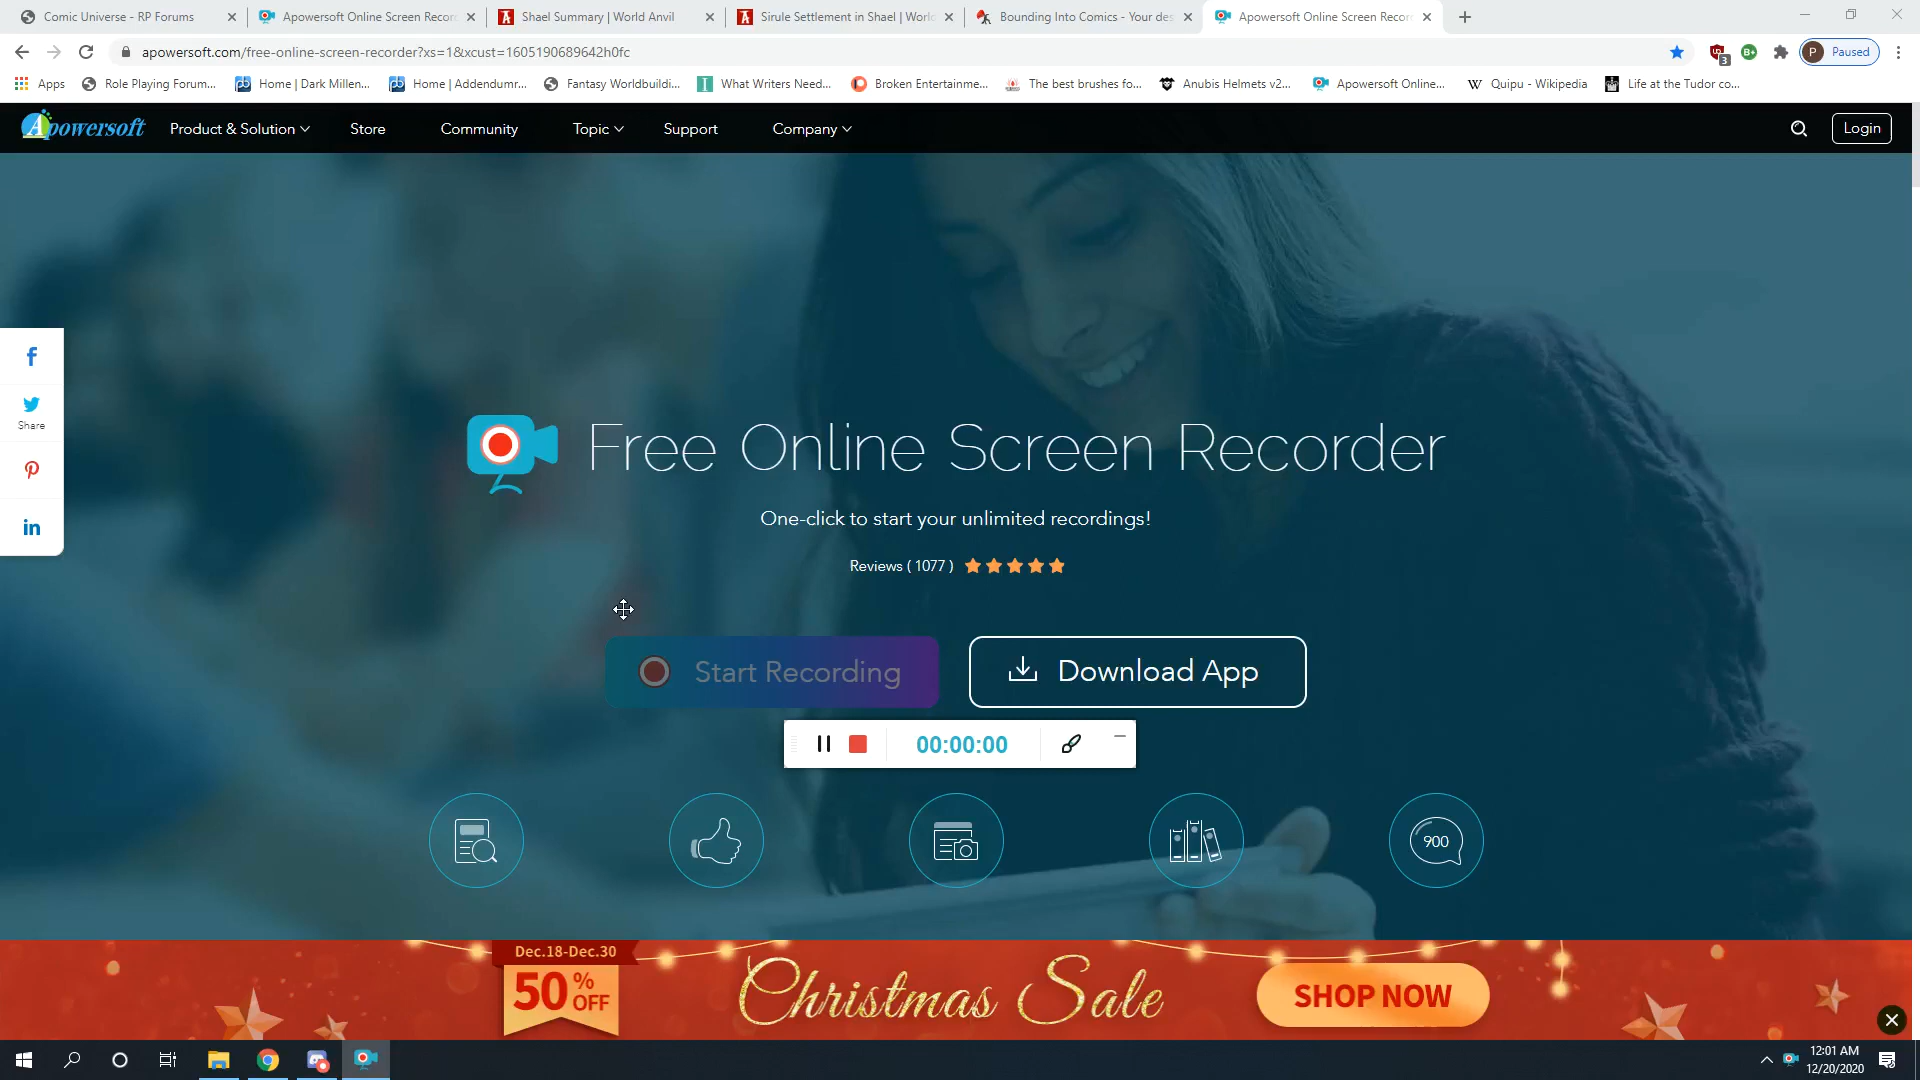 Comic Universe - RP Forums
Apowersoft Online Screen Recor
Shael Summary | World Anvil
Sirule Settlement in Shael | Worl
Bounding Into Comics - Your des
Apowersoft Online Screen Recor
apowersoft.com/free-online-screen-recorder?xs=1&xcust=1605190689642h0fc
3
P Paused
Apps
Role Playing Forum...
Home | Dark Millen...
Home | Addendumr...
Fantasy Worldbuildi...
What Writers Need...
Broken Entertainme...
The best brushes fo...
Anubis Helmets v2...
Apowersoft Online...
W Quipu - Wikipedia
Life at the Tudor co...
Apowersoft
Product & Solution
Store
Community
Topic
Support
Company
Login
Share
Free Online Screen Recorder
One-click to start your unlimited recordings!
Reviews ( 1077 )
Start Recording
Download App
00:00:00
900
Dec.18-Dec.30
50 % OFF
Christmas Sale
SHOP NOW
12:01 AM
12/20/2020